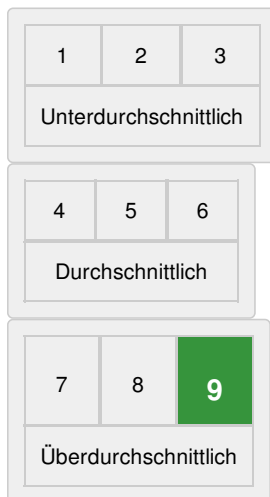 1 2 3
Unterdurchschnittlich
4 5 6
Durchschnittlich
7 8 9
Überdurchschnittlich